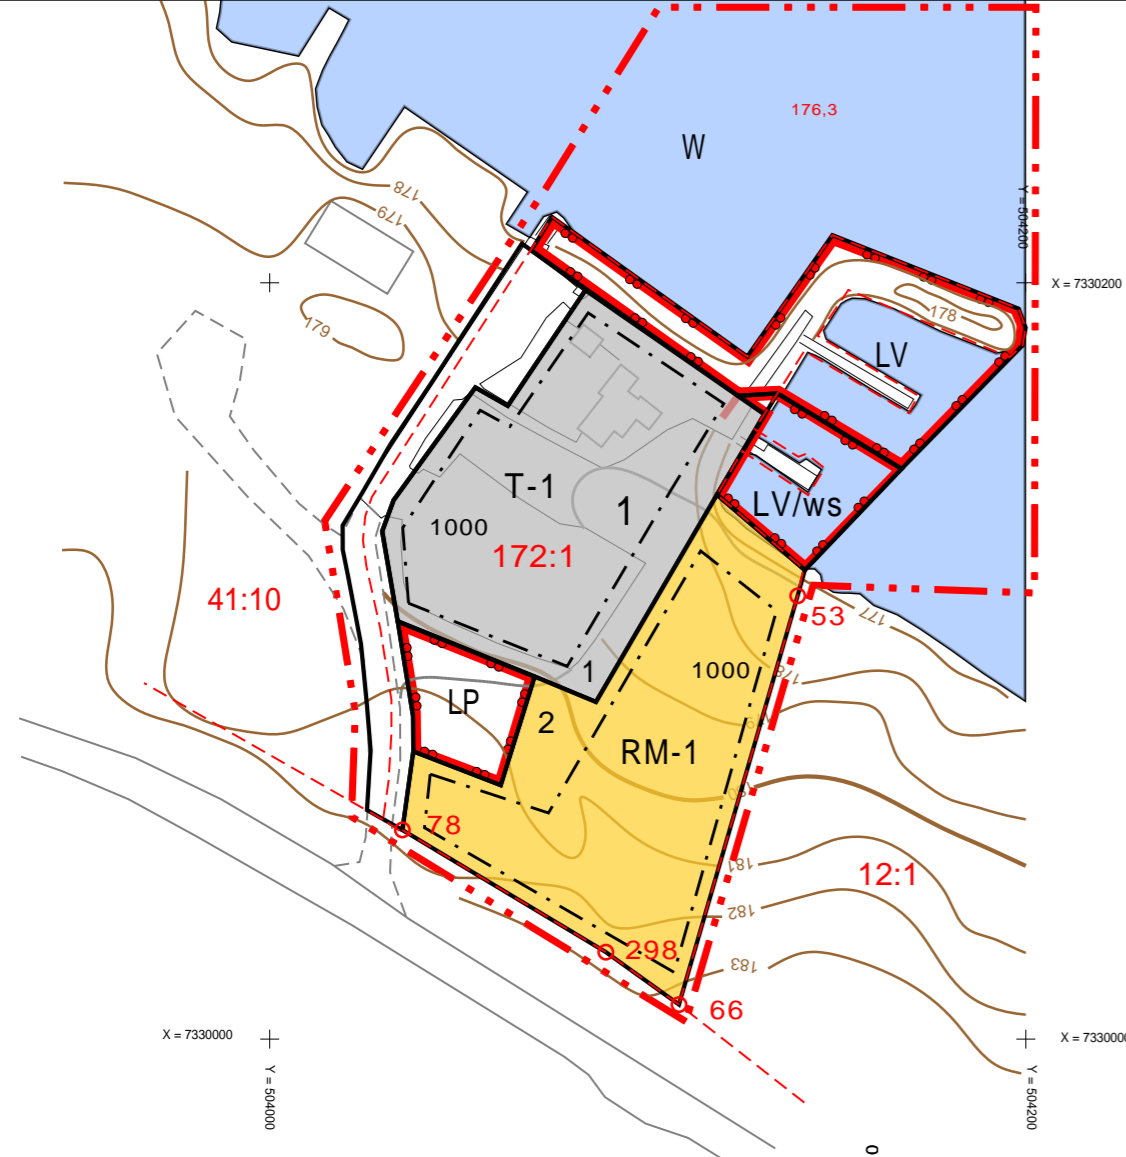 176,3
W
178
179
Y = 504200
X = 7330200
178
179
LV
T-1
1
LV/ws
1000
172:1
41:10
53
177
1
1000
178
LP
2
RM-1
78
181
12:1
182
298
183
66
X = 7330000
X = 7330000
Y = 504000
Y = 504200
0